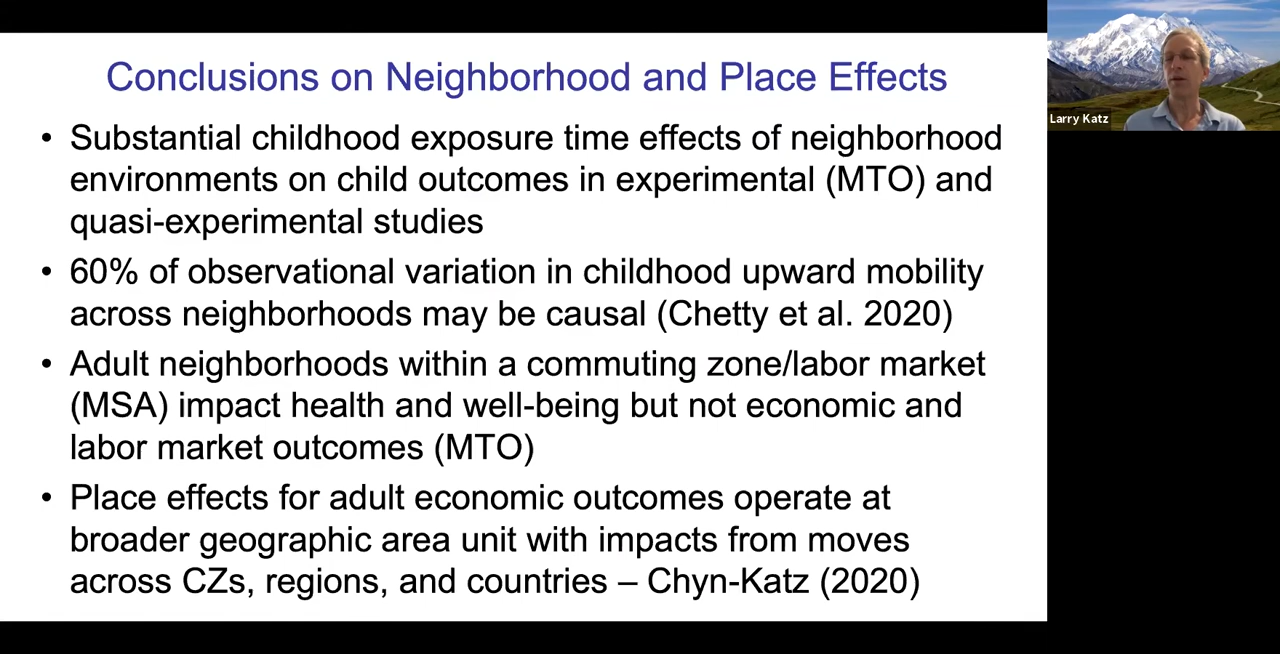 Conclusions on Neighborhood and Place Effects
• Substantial childhood exposure time effects of neighborhood
environments on child outcomes in experimental (MTO) and
quasi-experimental studies
• 60% of observational variation in childhood upward mobility
across neighborhoods may be causal (Chetty et al. 2020)
• Adult neighborhoods within a commuting zone/labor market
(MSA) impact health and well-being but not economic and
labor market outcomes (MTO)
• Place effects for adult economic outcomes operate at
broader geographic area unit with impacts from moves
across CZs, regions, and countries – Chyn-Katz (2020)
Larry Katz